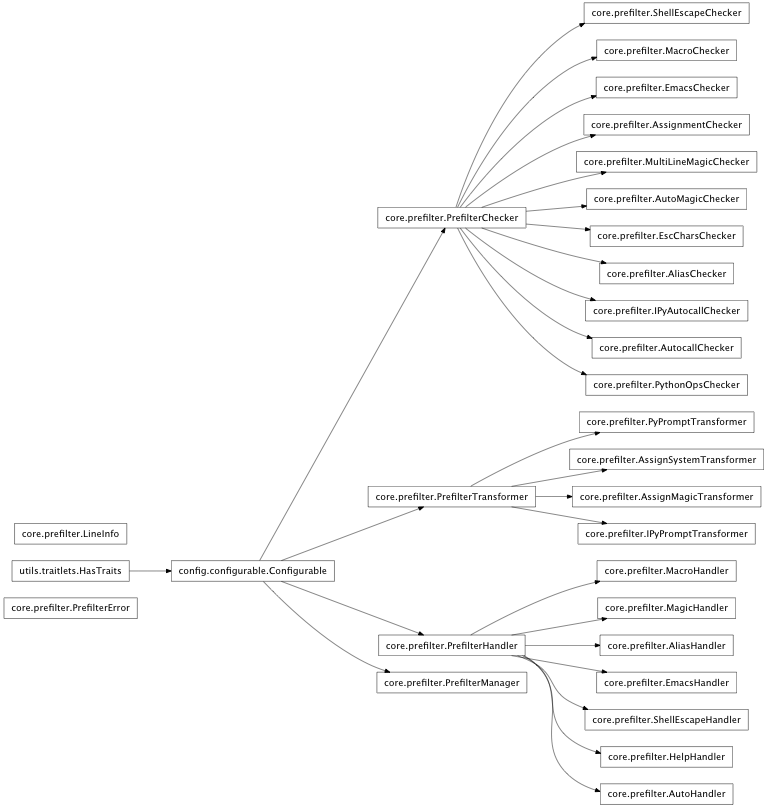 core.prefilter.ShellEscapeChecker
core.prefilter.MacroChecker
core.prefilter.EmacsChecker
core.prefilter.AssignmentChecker
core.prefilter.MultiLineMagicChecker
core.prefilter.AutoMagicChecker
core.prefilter.PrefilterChecker
core.prefilter.EscCharsChecker
core.prefilter.AliasChecker
core.prefilter.IPyAutocallChecker
core.prefilter.AutocallChecker
core.prefilter.PythonOpsChecker
core.prefilter.PyPromptTransformer
core.prefilter.AssignSystemTransformer
core.prefilter.PrefilterTransformer
core.prefilter.AssignMagicTransformer
core.prefilter.LineInfo
core.prefilter.IPyPromptTransformer
utils.traitlets.HasTraits
config.configurable.Configurable
core.prefilter.MacroHandler
core.prefilter.PrefilterError
core.prefilter.MagicHandler
core.prefilter.PrefilterHandler
core.prefilter.AliasHandler
core.prefilter.PrefilterManager
core.prefilter.EmacsHandler
core.prefilter.ShellEscapeHandler
core.prefilter.HelpHandler
core.prefilter.AutoHandler